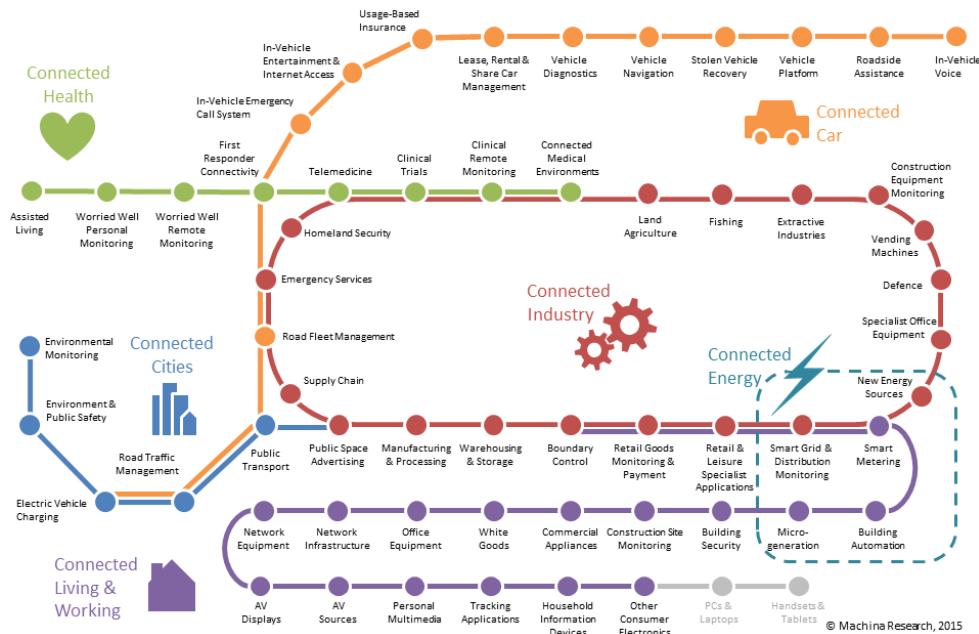 Usage-Based
Insurance
In-Vehicle
Entertainment &
Internet Access
Lease, Rental &
Share Car
Management
Vehicle
Diagnostics
Vehicle
Navigation
Stolen Vehicle
Recovery
Vehicle
Platform
Roadside
Assistance
In-Vehicle
Voice
Connected
Health
In-Vehicle Emergency
Call System
Connected
Car
First
Responder
Connectivity
Telemedicine
Clinical
Trials
Clinical
Remote
Monitoring
Connected
Medical
Environments
Construction
Equipment Monitoring
Assisted
Living
Worried Well
Personal
Monitoring
Worried Well
Remote
Monitoring
Homeland Security
Land
Agriculture
Fishing
Extractive
Industries
Vending
Machines
Emergency Services
Connected
Industry
Defence
Environmental
Monitoring
Connected
Cities
Road Fleet Management
Specialist Office
Equipment
Connected
Energy
Environment &
Public Safety
Supply Chain
New Energy
Sources
Road Traffic
Management
Public
Transport
Public Space
Advertising
Manufacturing
& Processing
Warehousing
& Storage
Boundary
Control
Retail Goods
Monitoring &
Payment
Retail &
Leisure
Specialist
Applications
Smart Grid &
Distribution
Monitoring
Smart
Metering
Electric Vehicle
Charging
Network
Equipment
Network
Infrastructure
Office
Equipment
White
Goods
Commercial
Appliances
Construction Site
Monitoring
Building
Security
Micro-
generation
Building
Automation
Connected
Living &
Working
AV
Displays
AV
Sources
Personal
Multimedia
Tracking
Applications
Household
Information
Devices
Other
Consumer
Electronics
PCs &
Laptops
Handsets &
Tablets
© Machina Research, 2015